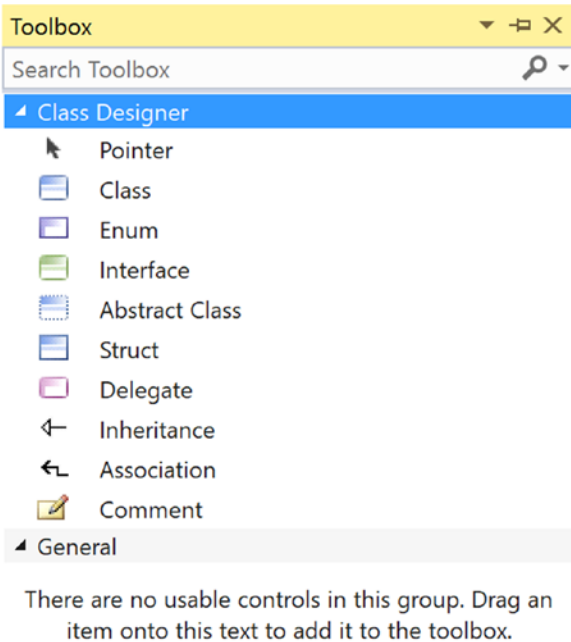 Toolbox
Search Toolbox
Class Designer
Pointer
Class
Enum
Interface
Abstract Class
Struct
Delegate
Inheritance
Association
Comment
General
There are no usable controls in this group. Drag an
item onto this text to add it to the toolbox.